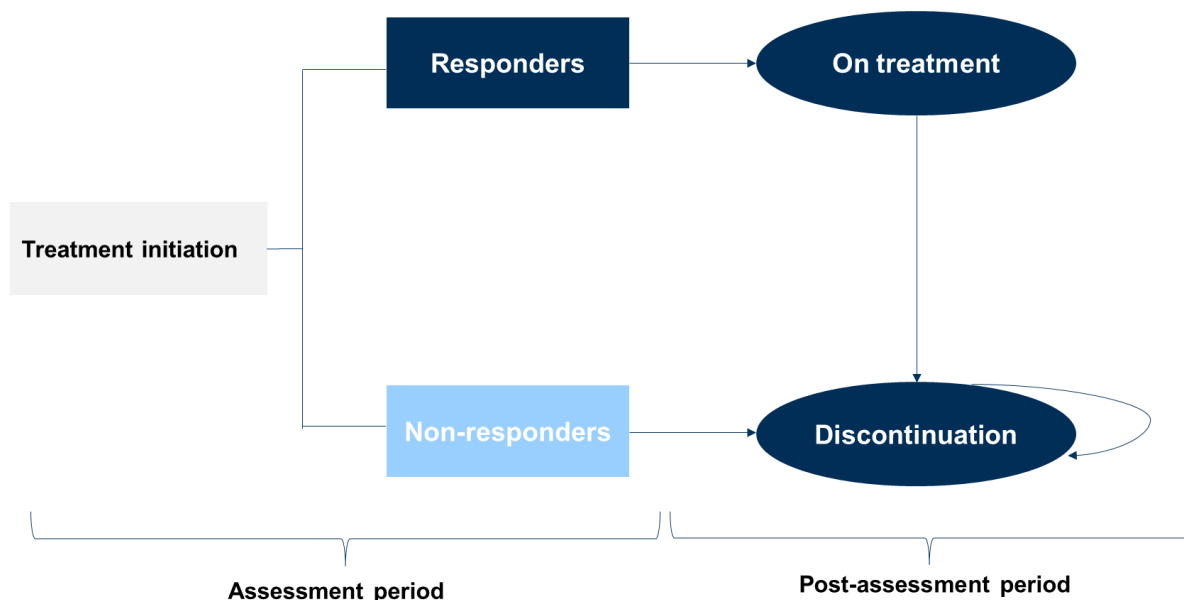 Responders
On treatment
Treatment initiation
Non-responders
Discontinuation
Assessment period
Post-assessment period